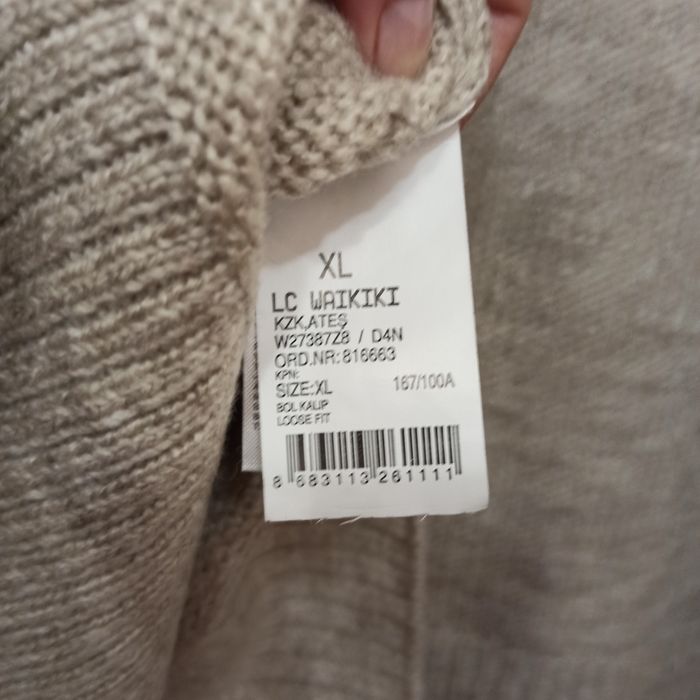 XL
LC WAIKIKI
KZK,ATEŞ
W27387Z8 / D4N
ORD.NR: 816663
KPN:
SIZE:XL 167/100A
BOL KALIP
LOOSE FIT
8 683113 261111